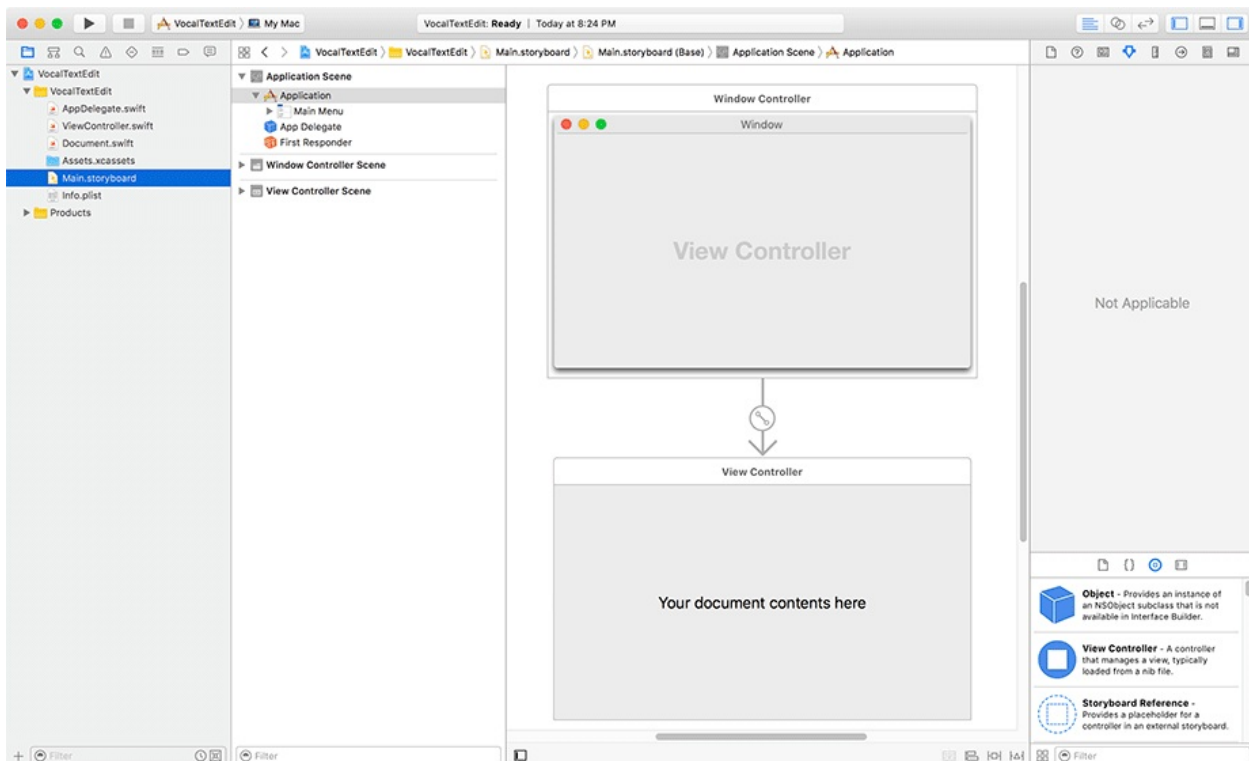 VocalTextEdit 〉 My Mac
VocalTextEdit: Ready | Today at 8:24 PM
VocalTextEdit 〉 VocalTextEdit 〉 Main.storyboard 〉 Main.storyboard (Base) 〉 Application Scene 〉 Application
VocalTextEdit
VocalTextEdit
AppDelegate.swift
ViewController.swift
Document.swift
Assets.xcassets
Main.storyboard
Info.plist
Products
Filter
Application Scene
Application
Main Menu
App Delegate
First Responder
Window Controller Scene
View Controller Scene
Filter
Window Controller
Window
View Controller
View Controller
Your document contents here
Not Applicable
Object - Provides an instance of
an NSObject subclass that is not
available in Interface Builder.
View Controller - A controller
that manages a view, typically
loaded from a nib file.
Storyboard Reference -
Provides a placeholder for a
controller in an external storyboard.
Filter